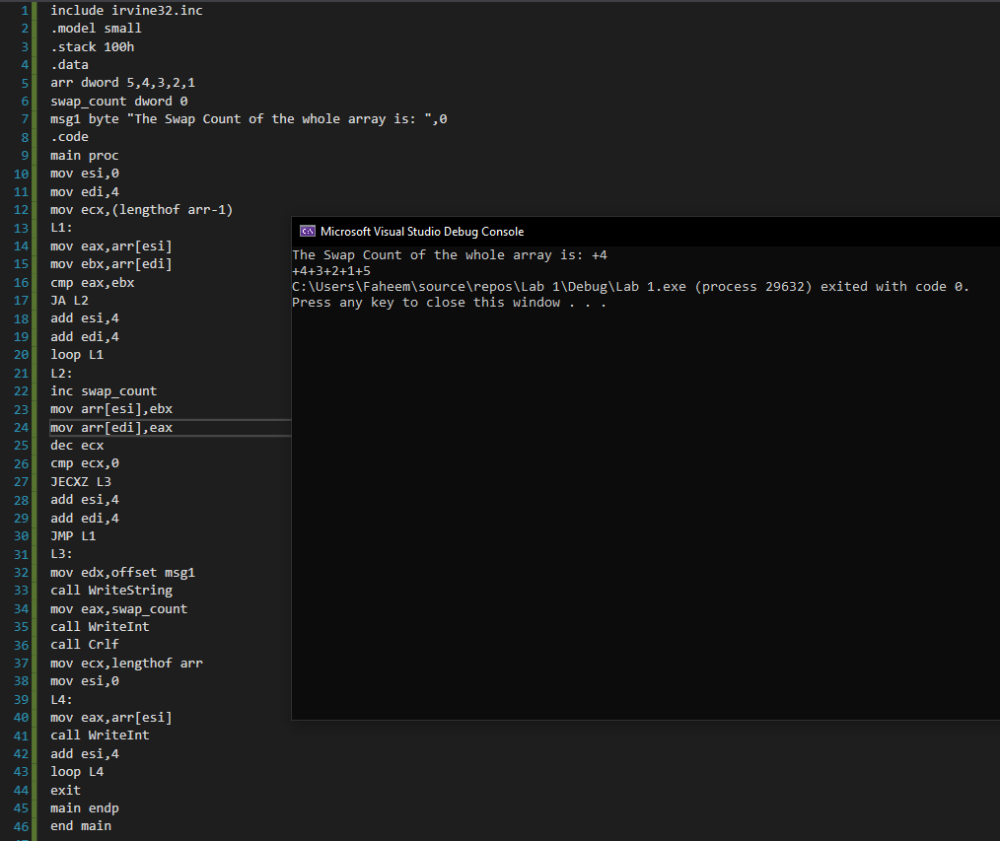 1 include irvine32.inc
2 .model small
3 .stack 100h
4 .data
5 arr dword 5,4,3,2,1
6 swap_count dword 0
7 msg1 byte "The Swap Count of the whole array is: ",0
8 .code
9 main proc
10 mov esi,0
11 mov edi,4
12 mov ecx,(lengthof arr-1)
13 L1:
14 mov eax,arr[esi]
15 mov ebx,arr[edi]
16 cmp eax,ebx
17 JA L2
18 add esi,4
19 add edi,4
20 loop L1
21 L2:
22 inc swap_count
23 mov arr[esi],ebx
24 mov arr[edi],eax
25 dec ecx
26 cmp ecx,0
27 JECXZ L3
28 add esi,4
29 add edi,4
30 JMP L1
31 L3:
32 mov edx,offset msg1
33 call WriteString
34 mov eax,swap_count
35 call WriteInt
36 call Crlf
37 mov ecx,lengthof arr
38 mov esi,0
39 L4:
40 mov eax,arr[esi]
41 call WriteInt
42 add esi,4
43 loop L4
44 exit
45 main endp
46 end main
Microsoft Visual Studio Debug Console
The Swap Count of the whole array is: +4
+4+3+2+1+5
C:\Users\Faheem\source\repos\Lab 1\Debug\Lab 1.exe (process 29632) exited with code 0.
Press any key to close this window . . .